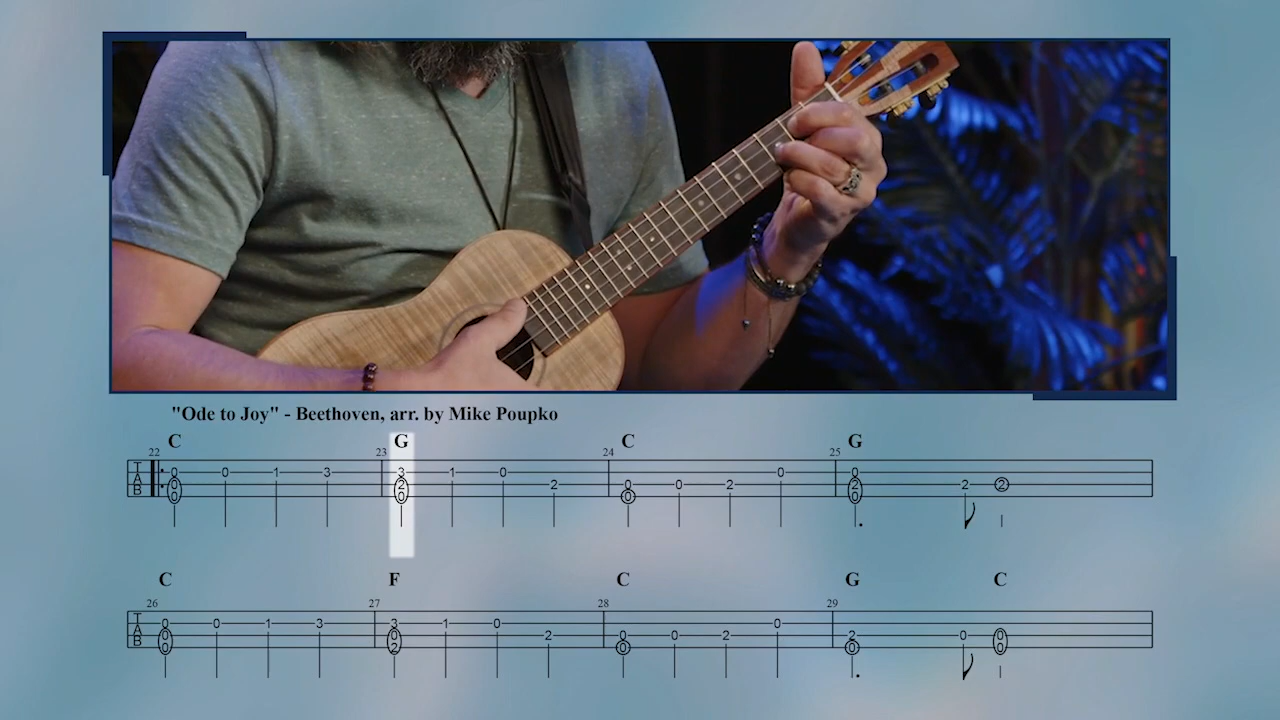 "Ode to Joy" - Beethoven, arr. by Mike Poupko
C G C G
22 23 24 25
T
A
B
0 0 1 3 3 1 0 2 0 0 2 0 0 2 2
0 2 0 2
0 0 0 0
C F C G C
26 27 28 29
T
A
B
0 0 1 3 3 1 0 2 0 0 2 0 2 0 0
0 0 0 0 0
0 2